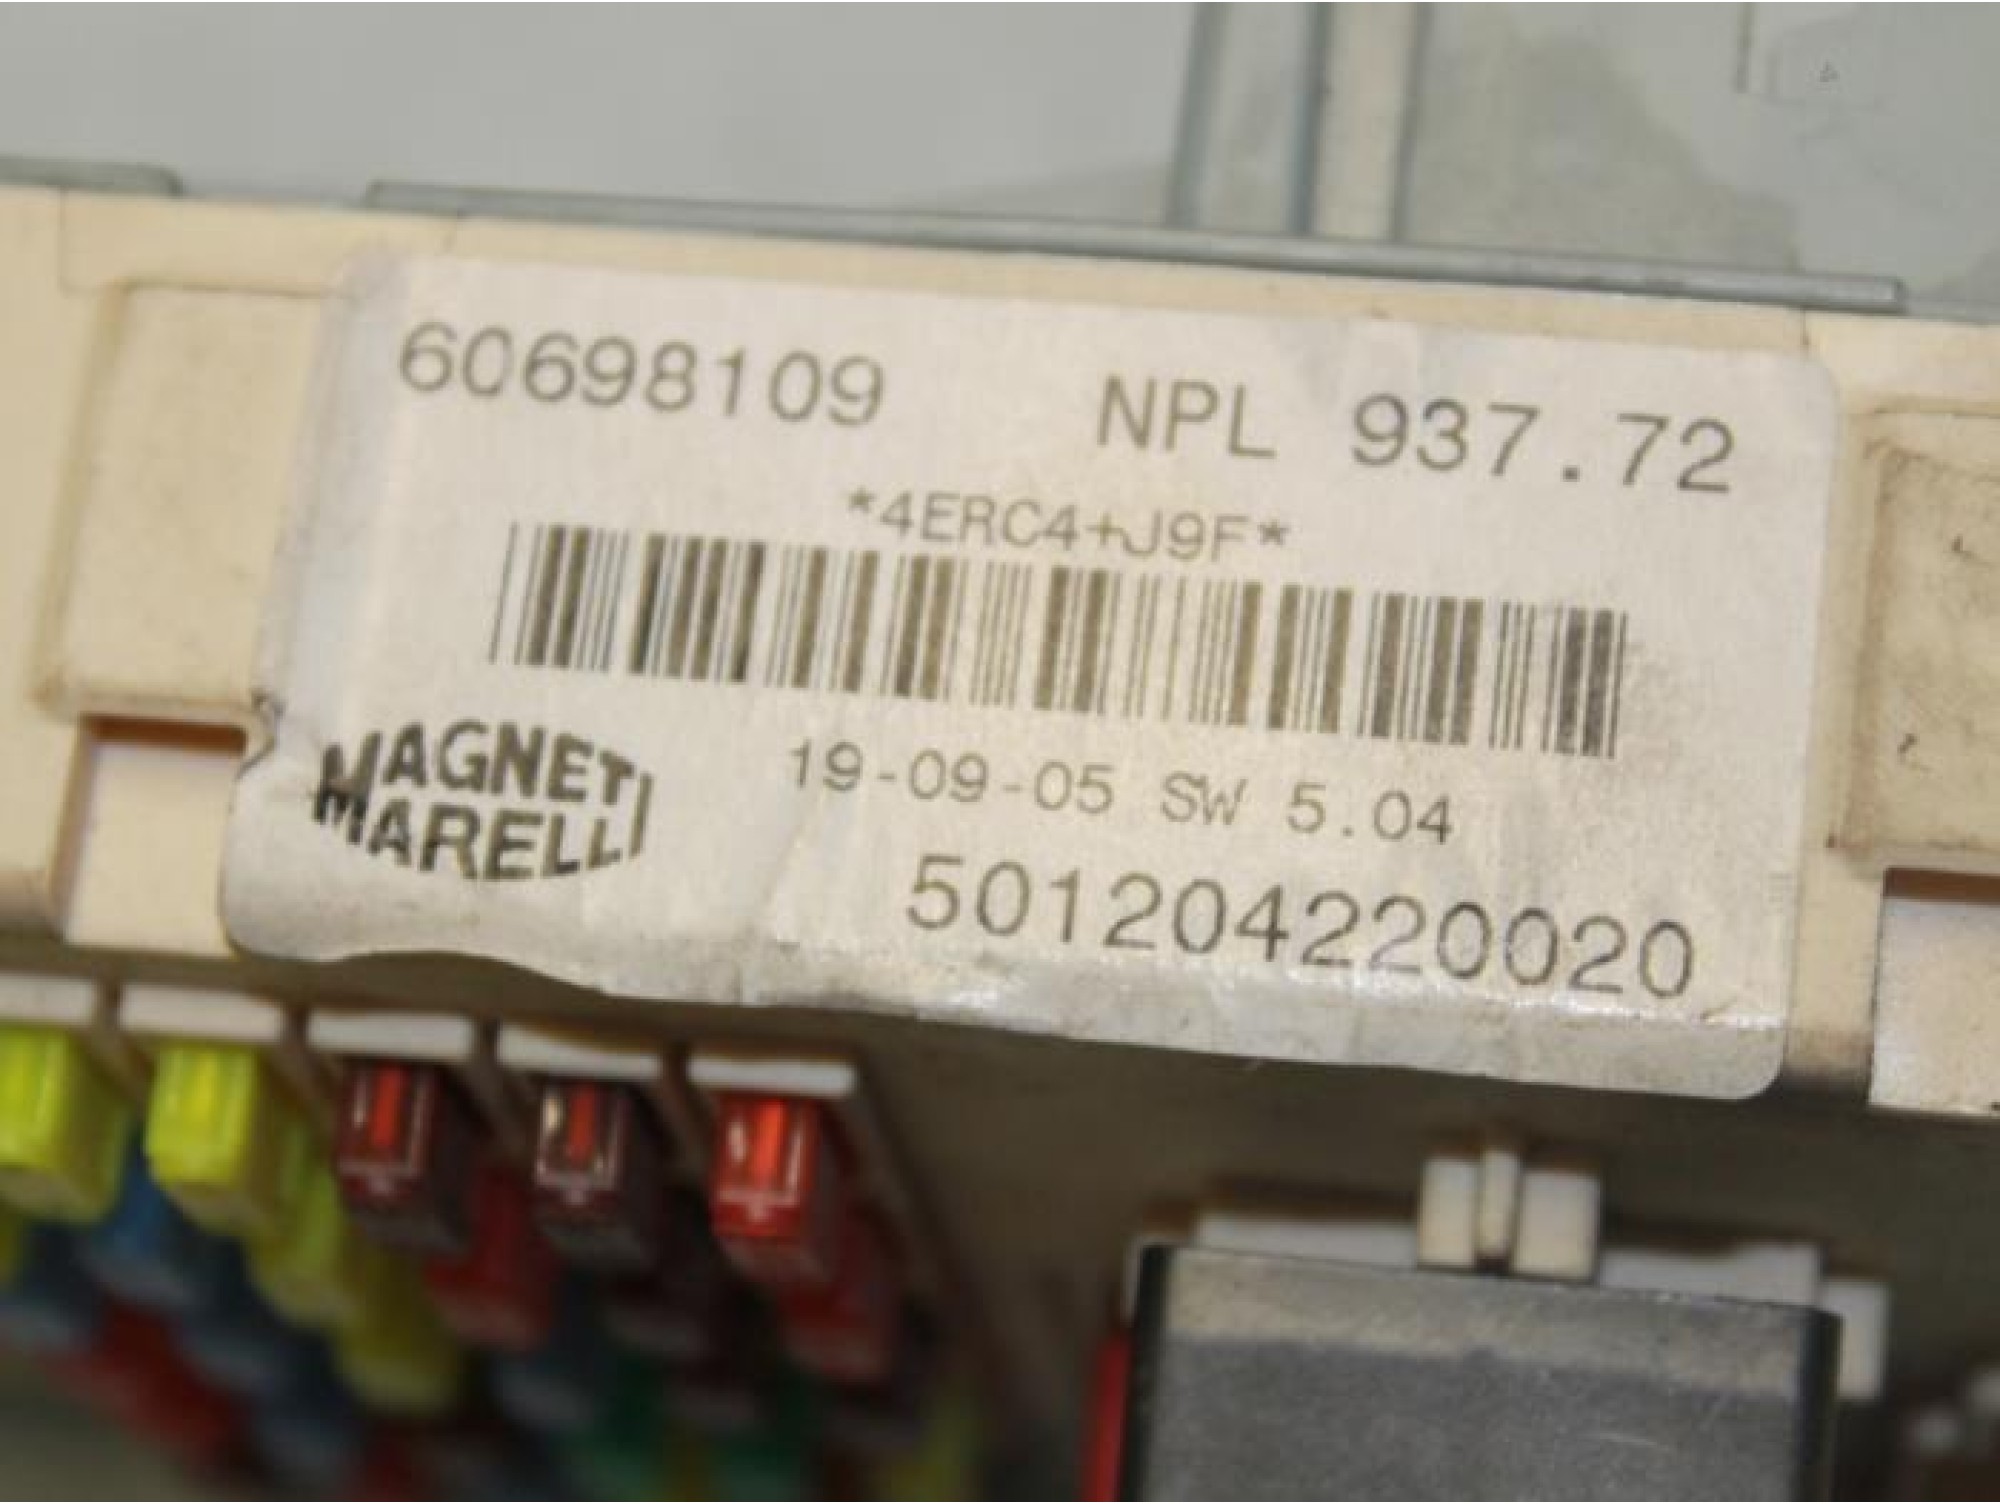 60698109 NPL 937.72
*4ERC4+J9F*
MAGNETI
MARELLI
19-09-05 SW 5.04
501204220020